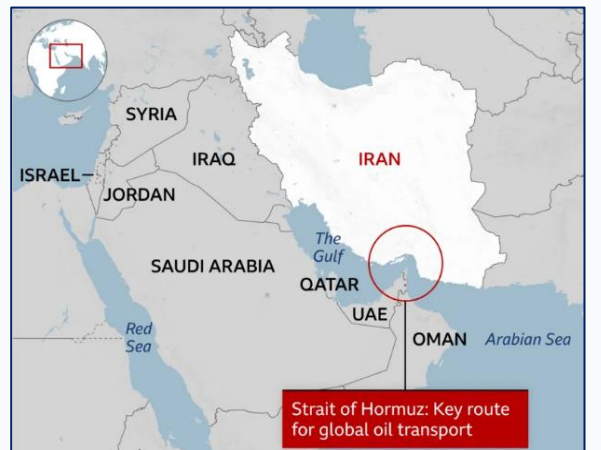 SYRIA
ISRAEL
IRAQ
IRAN
JORDAN
The
Gulf
SAUDI ARABIA
QATAR
UAE
Red
Sea
OMAN
Arabian Sea
Strait of Hormuz: Key route
for global oil transport